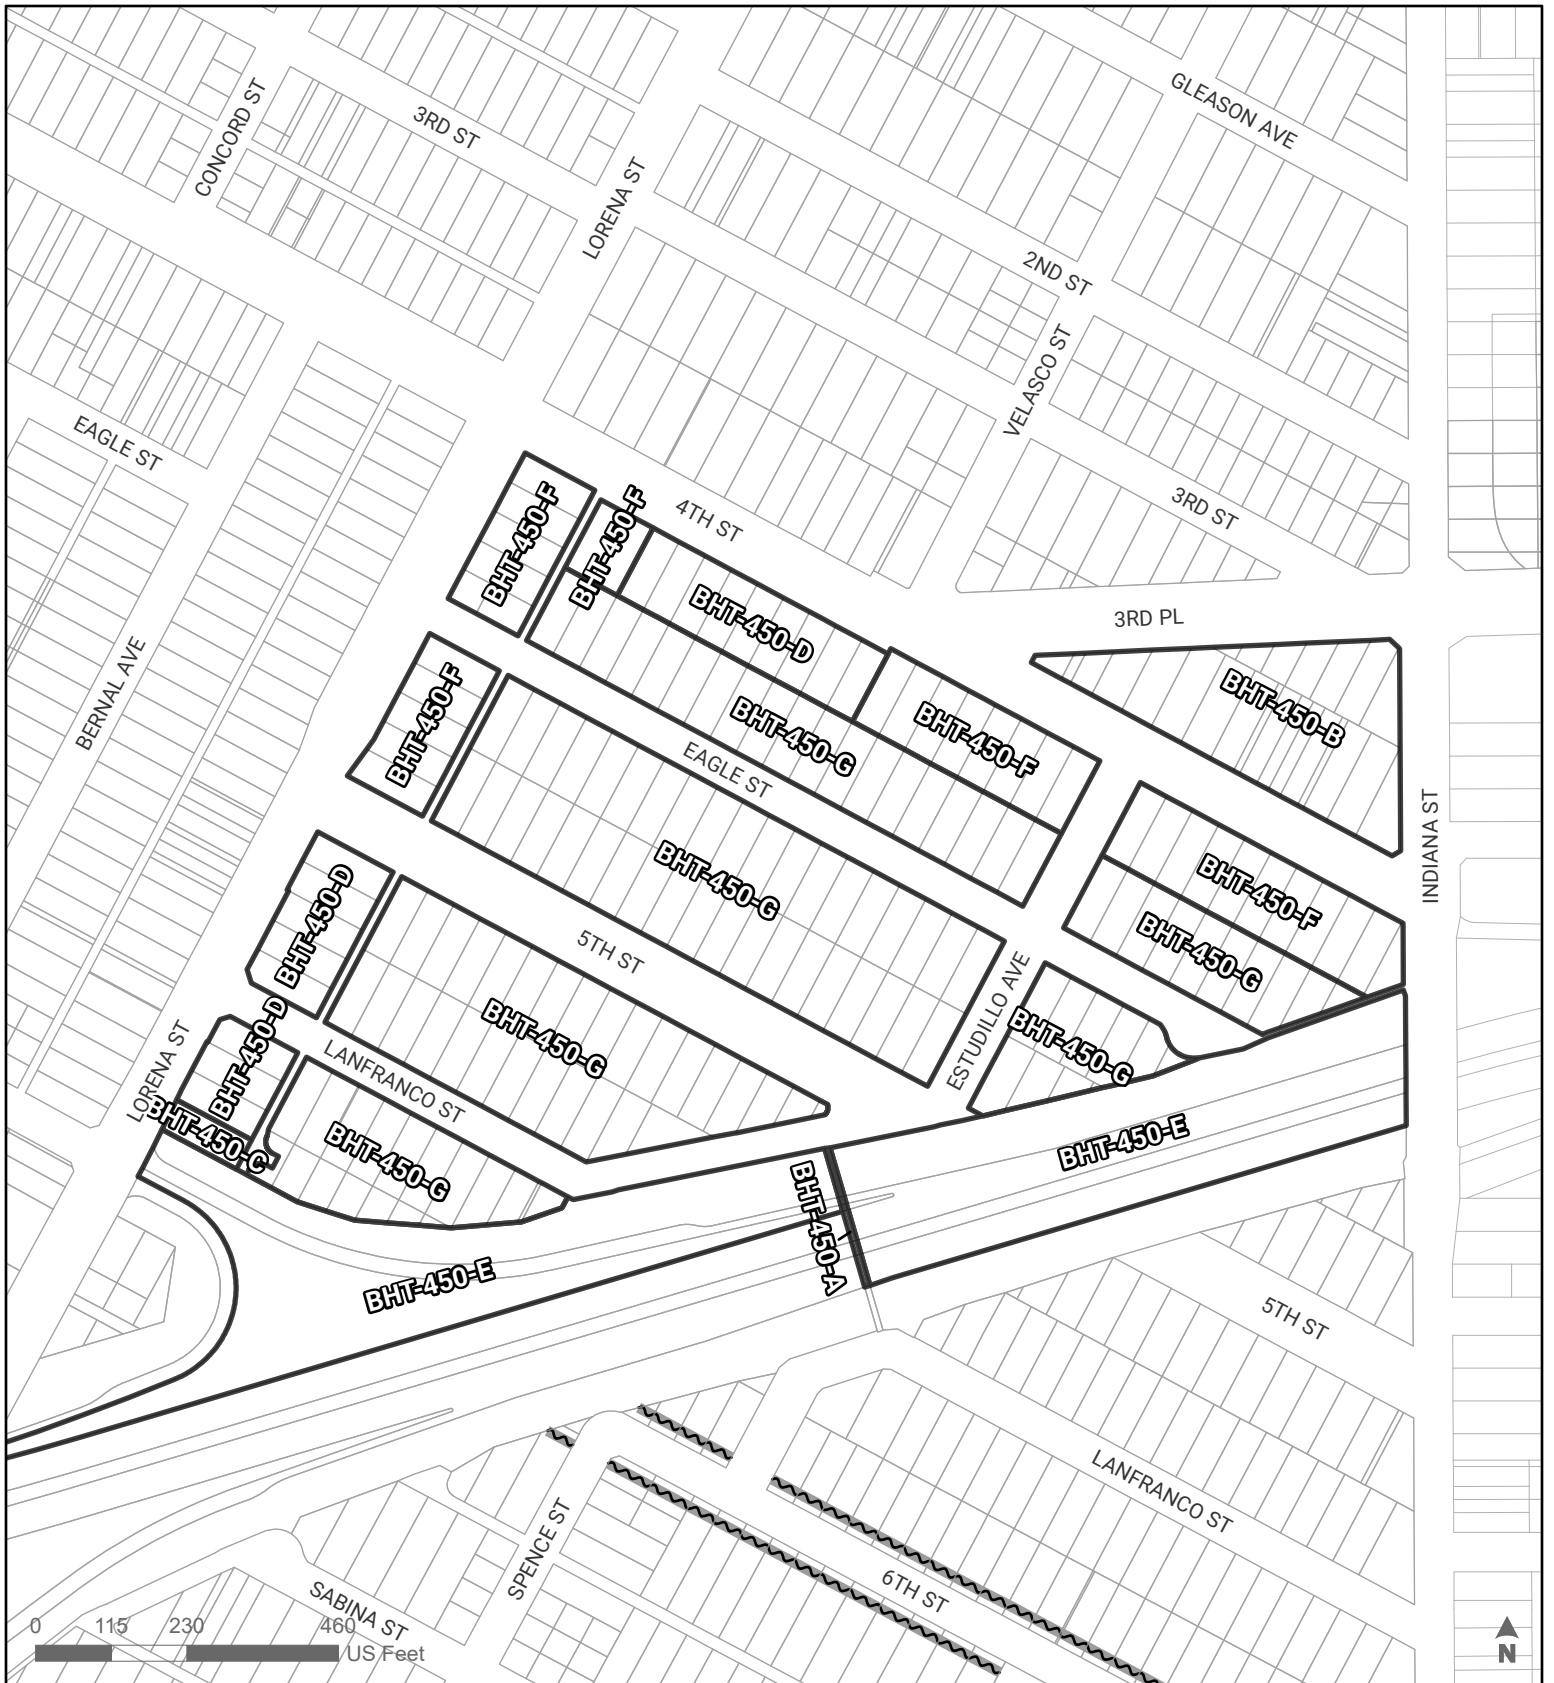 GLEASON AVE
CONCORD ST
3RD ST
LORENA ST
2ND ST
VELASCO ST
EAGLE ST
3RD ST
4TH ST
BHT-450-F
BHT-450-F
BHT-450-D
3RD PL
BHT-450-B
BERNAL AVE
BHT-450-F
BHT-450-G
BHT-450-F
EAGLE ST
INDIANA ST
BHT-450-G
BHT-450-F
BHT-450-D
5TH ST
BHT-450-G
ESTUDILLO AVE
BHT-450-G
BHT-450-G
BHT-450-D
LORENA ST
LANFRANCO ST
BHT-450-C
BHT-450-G
BHT-450-E
BHT-450-A
BHT-450-E
5TH ST
LANFRANCO ST
SPENCE ST
6TH ST
SABINA ST
0 115 230 460
US Feet
N